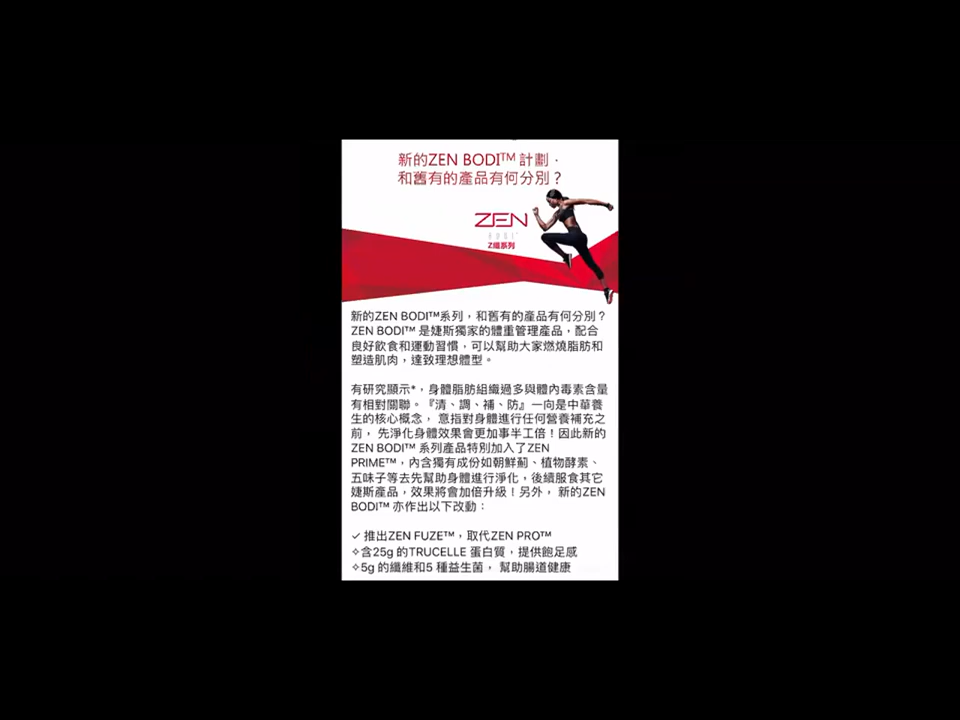 新的ZEN BODI™ 計劃，
和舊有的產品有何分別？
ZEN
BODI™
Z纖系列
新的ZEN BODI™系列，和舊有的產品有何分別？
ZEN BODI™ 是婕斯獨家的體重管理產品，配合
良好飲食和運動習慣，可以幫助大家燃燒脂肪和
塑造肌肉，達致理想體型。
有研究顯示*，身體脂肪組織過多與體內毒素含量
有相對關聯。『清、調、補、防』一向是中華養
生的核心概念， 意指對身體進行任何營養補充之
前， 先淨化身體效果會更加事半工倍！因此新的
ZEN BODI™ 系列產品特別加入了ZEN
PRIME™，內含獨有成份如朝鮮薊、植物酵素、
五味子等去先幫助身體進行淨化，後續服食其它
婕斯產品，效果將會加倍升級！另外， 新的ZEN
BODI™ 亦作出以下改動：
✓ 推出ZEN FUZE™，取代ZEN PRO™
✧含25g 的TRUCELLE 蛋白質，提供飽足感
✧5g 的纖維和5 種益生菌， 幫助腸道健康